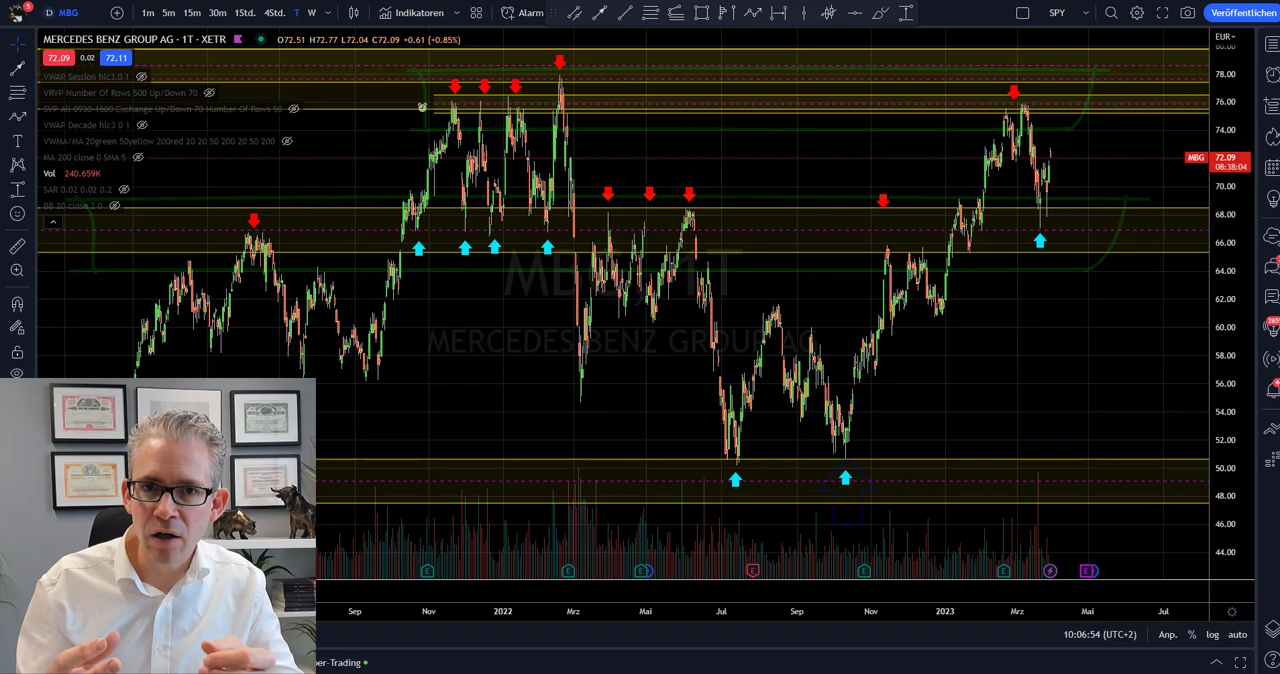 5
D MBG
1m 5m 15m 30m 1Std. 4Std. T W
Indikatoren
Alarm
SPY
Veröffentlichen
MERCEDES BENZ GROUP AG · 1T · XETR
O72.51 H72.77 L72.04 C72.09 +0.61 (+0.85%)
72.09 0.02 72.11
VWAP Session hlc3 0 1
VRVP Number Of Rows 500 Up/Down 70
SVP All 0930-1600 Exchange Up/Down 70 Number Of Rows 50
VWAP Decade hlc3 0 1
VWMA/MA 20green 50yellow 200red 20 20 50 200 20 50 200
MA 200 close 0 SMA 5
Vol 240.659K
SAR 0.02 0.02 0.2
BB 20 close 2 0
MBG, 1T
MERCEDES BENZ GROUP AG
EUR
80.00
78.00
76.00
74.00
MBG 72.09
08:38:04
70.00
68.00
66.00
64.00
62.00
60.00
58.00
56.00
54.00
52.00
50.00
48.00
46.00
44.00
E E E E E E E
Sep Nov 2022 Mrz Mai Jul Sep Nov 2023 Mrz Mai Jul
10:06:54 (UTC+2) Anp. % log auto
per-Trading